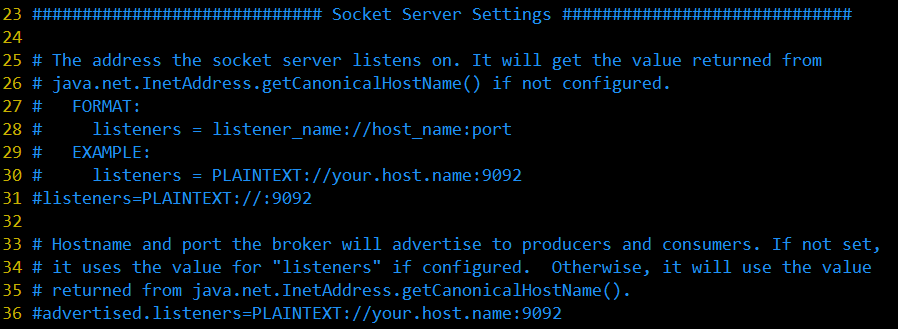 23 ############################# Socket Server Settings #############################
24
25 # The address the socket server listens on. It will get the value returned from
26 # java.net.InetAddress.getCanonicalHostName() if not configured.
27 #   FORMAT:
28 #     listeners = listener_name://host_name:port
29 #   EXAMPLE:
30 #     listeners = PLAINTEXT://your.host.name:9092
31 #listeners=PLAINTEXT://:9092
32
33 # Hostname and port the broker will advertise to producers and consumers. If not set,
34 # it uses the value for "listeners" if configured.  Otherwise, it will use the value
35 # returned from java.net.InetAddress.getCanonicalHostName().
36 #advertised.listeners=PLAINTEXT://your.host.name:9092